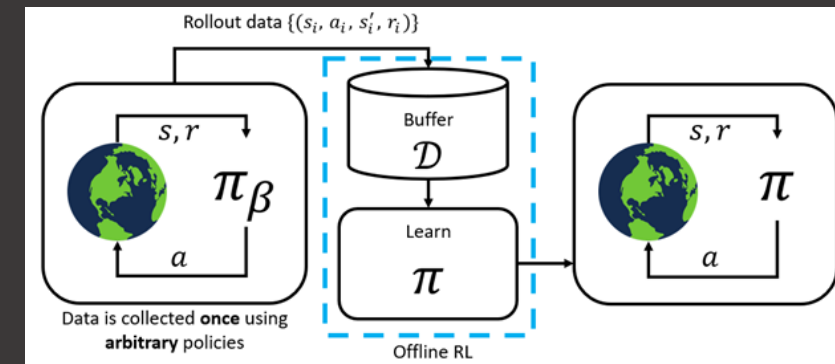 Rollout data {(sᵢ, aᵢ, sᵢ′, rᵢ)}
s, r
π_β
a
Data is collected once using
arbitrary policies
Buffer
𝒟
Learn
π
Offline RL
s, r
π
a